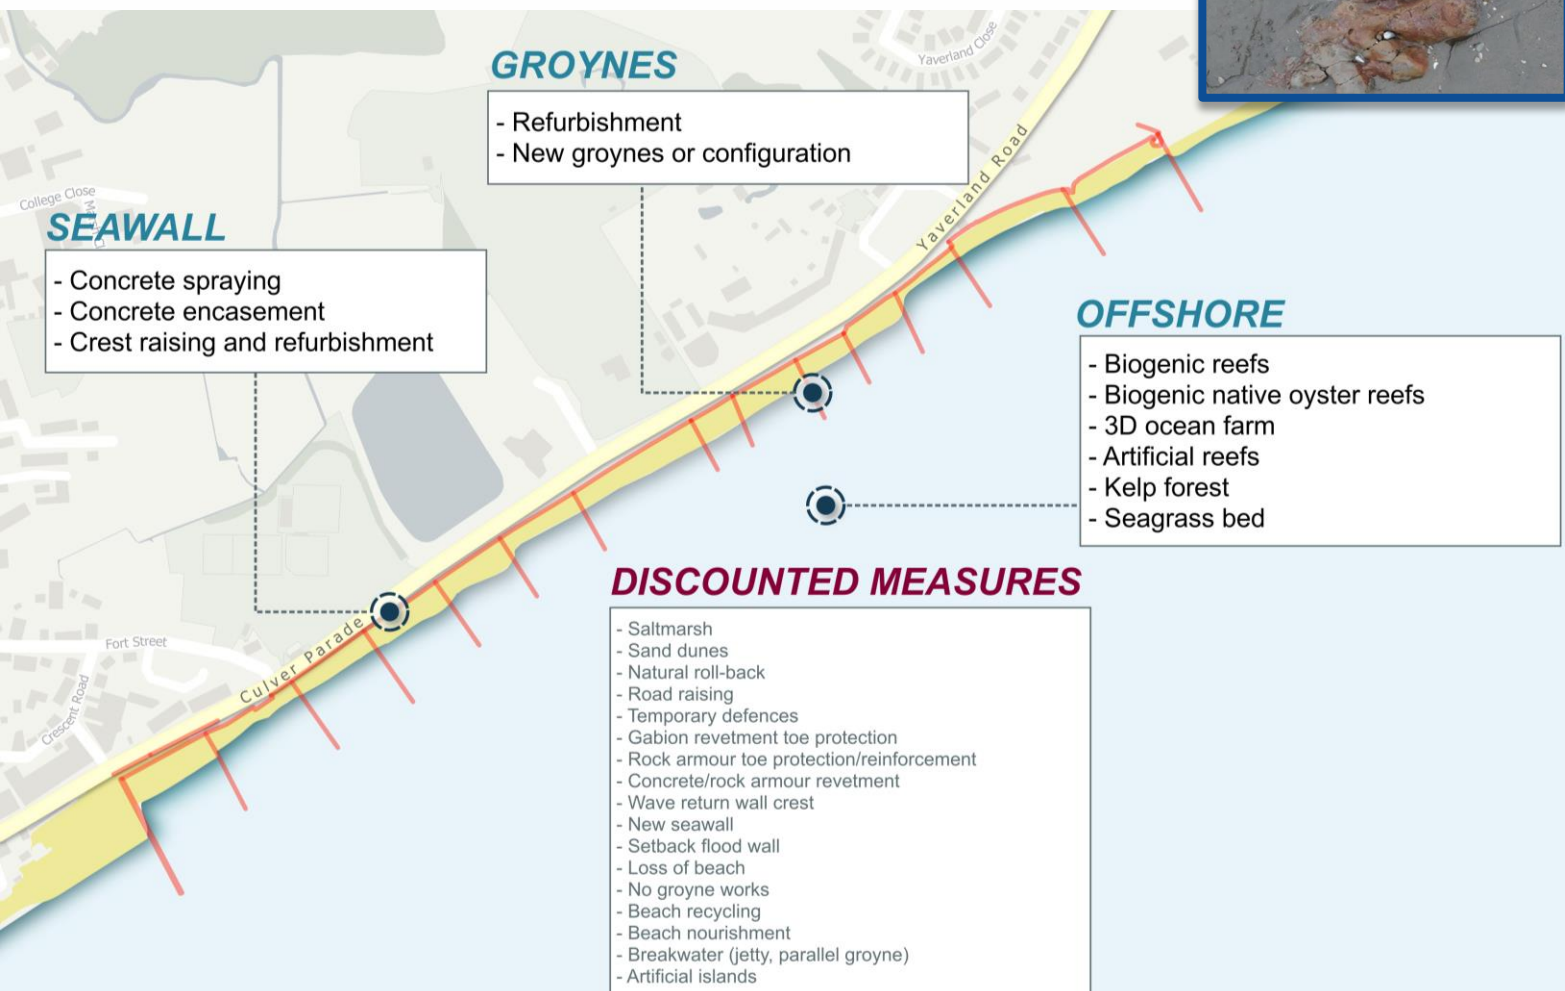 GROYNES
- Refurbishment
- New groynes or configuration
Yaverland Close
Yaverland Road
College Close
SEAWALL
- Concrete spraying
- Concrete encasement
- Crest raising and refurbishment
OFFSHORE
- Biogenic reefs
- Biogenic native oyster reefs
- 3D ocean farm
- Artificial reefs
- Kelp forest
- Seagrass bed
Fort Street
Crescent Road
Culver Parade
DISCOUNTED MEASURES
- Saltmarsh
- Sand dunes
- Natural roll-back
- Road raising
- Temporary defences
- Gabion revetment toe protection
- Rock armour toe protection/reinforcement
- Concrete/rock armour revetment
- Wave return wall crest
- New seawall
- Setback flood wall
- Loss of beach
- No groyne works
- Beach recycling
- Beach nourishment
- Breakwater (jetty, parallel groyne)
- Artificial islands